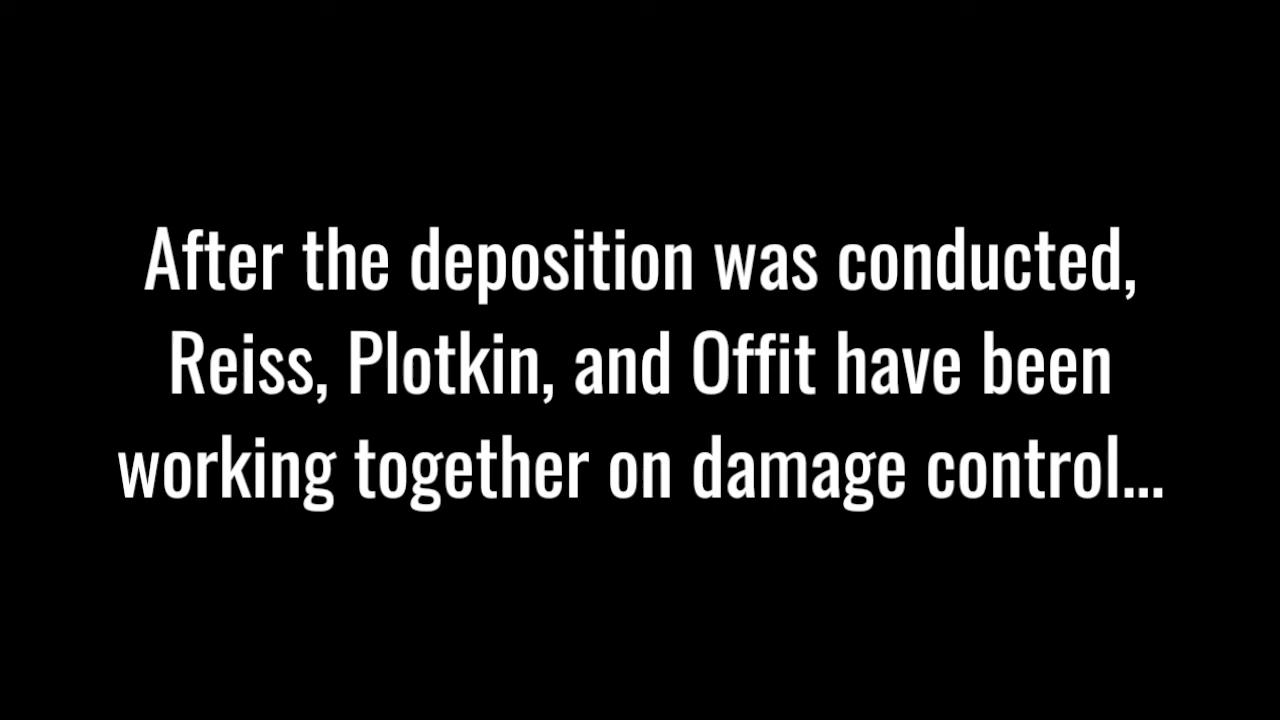 After the deposition was conducted,
Reiss, Plotkin, and Offit have been
working together on damage control...